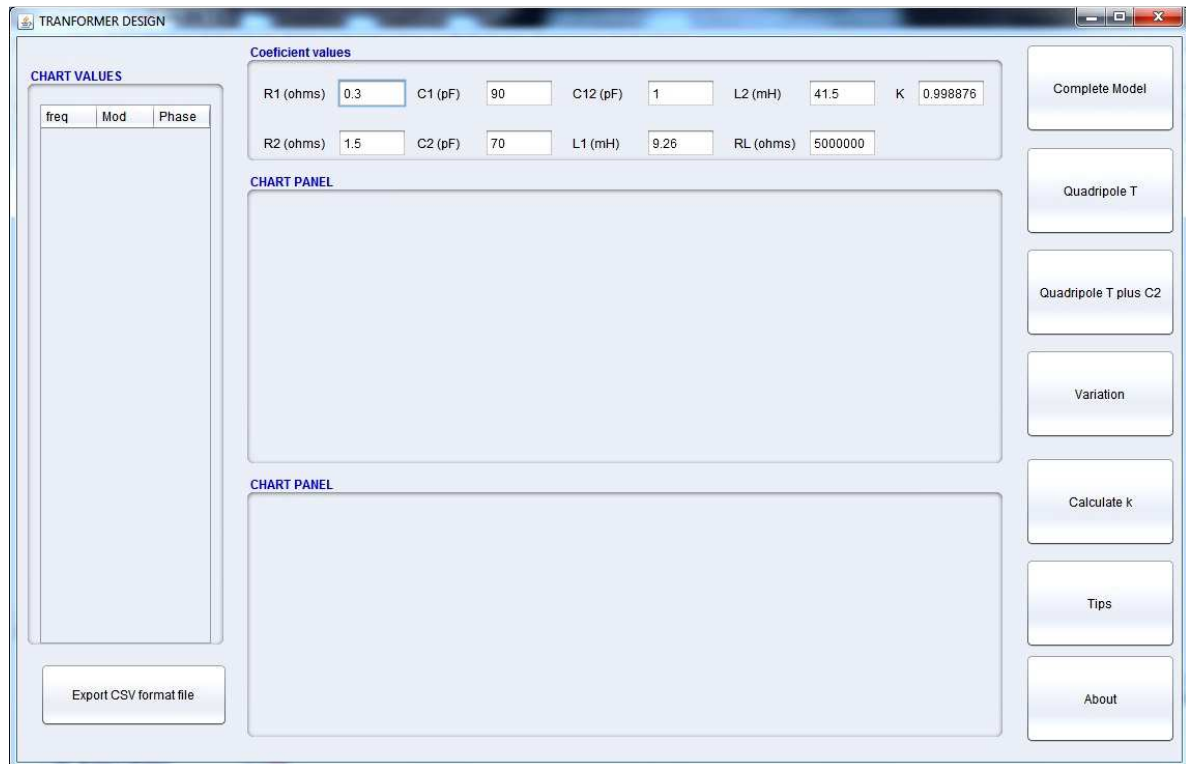 TRANFORMER DESIGN
CHART VALUES
freq Mod Phase
Export CSV format file
Coeficient values
R1 (ohms) 0.3 C1 (pF) 90 C12 (pF) 1 L2 (mH) 41.5 K 0.998876
R2 (ohms) 1.5 C2 (pF) 70 L1 (mH) 9.26 RL (ohms) 5000000
CHART PANEL
CHART PANEL
Complete Model
Quadripole T
Quadripole T plus C2
Variation
Calculate k
Tips
About